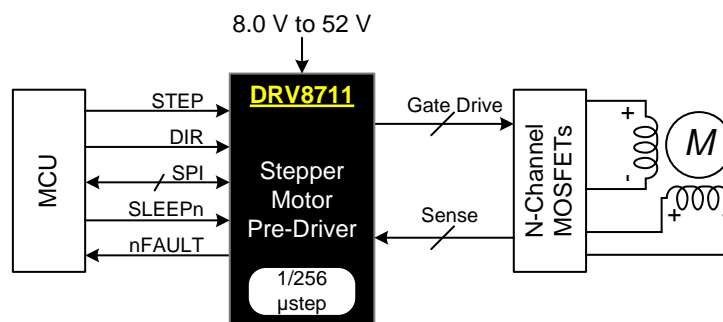 8.0 V to 52 V
DRV8711
MCU
STEP
DIR
SPI
SLEEPn
nFAULT
Stepper
Motor
Pre-Driver
1/256
µstep
Gate Drive
Sense
N-Channel
MOSFETs
+
-
M
+
-